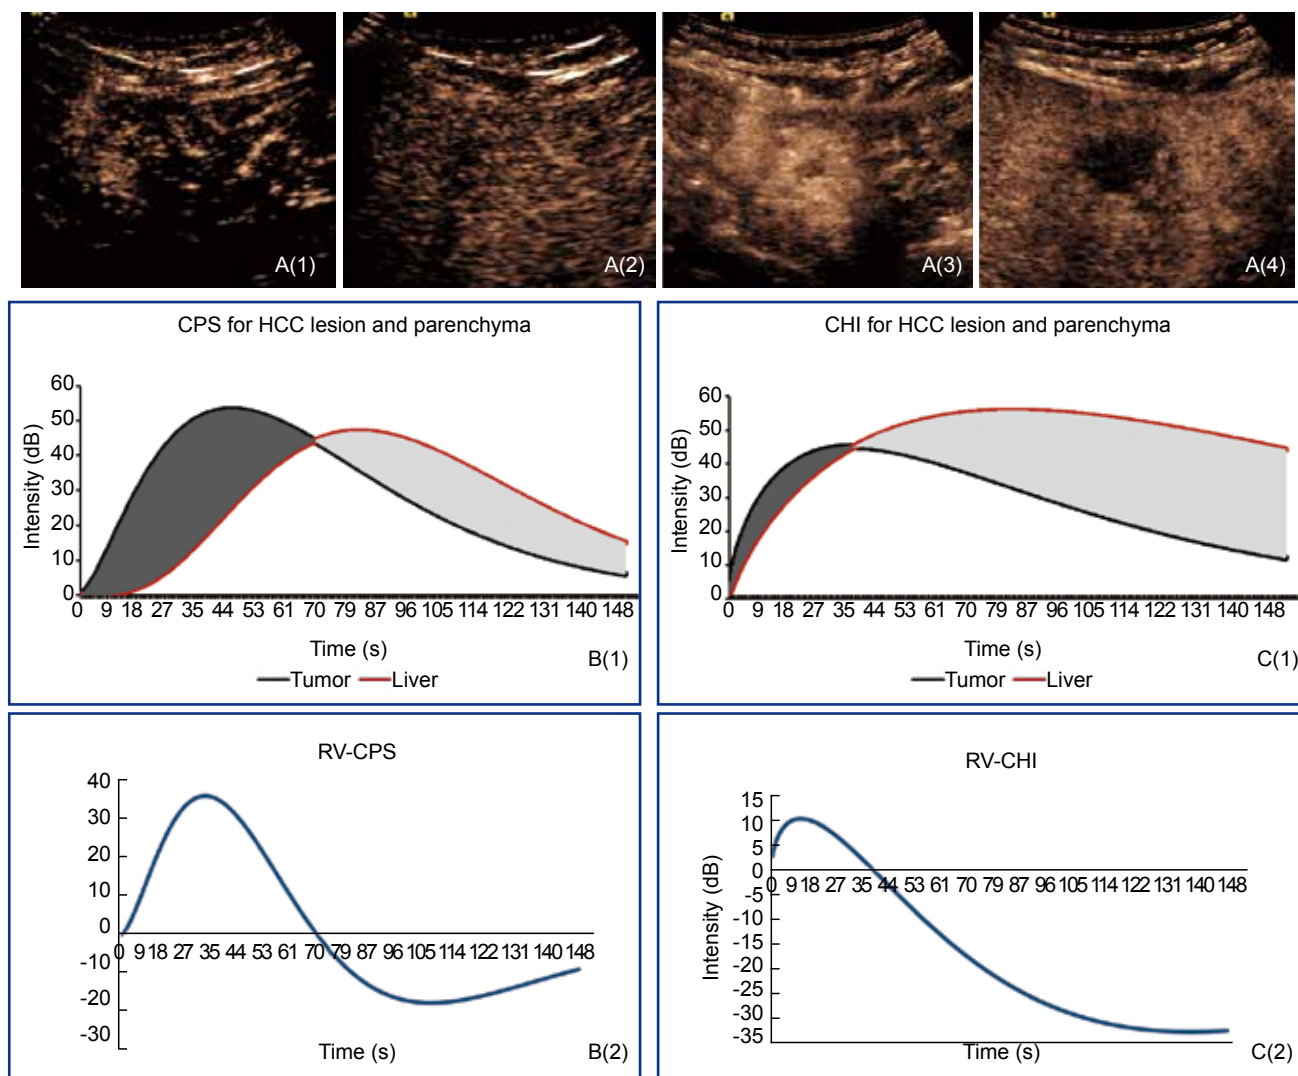 A(1)
A(2)
A(3)
A(4)
CPS for HCC lesion and parenchyma
60
50
40
30
20
10
0
Intensity (dB)
0 9 18 27 35 44 53 61 70 79 87 96 105 114 122 131 140 148
Time (s)
B(1)
Tumor Liver
CHI for HCC lesion and parenchyma
60
50
40
30
20
10
0
Intensity (dB)
0 9 18 27 35 44 53 61 70 79 87 96 105 114 122 131 140 148
Time (s)
C(1)
Tumor Liver
RV-CPS
40
30
20
10
0
-10
-20
-30
0 9 18 27 35 44 53 61 70 79 87 96 105 114 122 131 140 148
Time (s)
B(2)
RV-CHI
15
10
5
0
-5
-10
-15
-20
-25
-30
-35
Intensity (dB)
0 9 18 27 35 44 53 61 70 79 87 96 105 114 122 131 140 148
Time (s)
C(2)